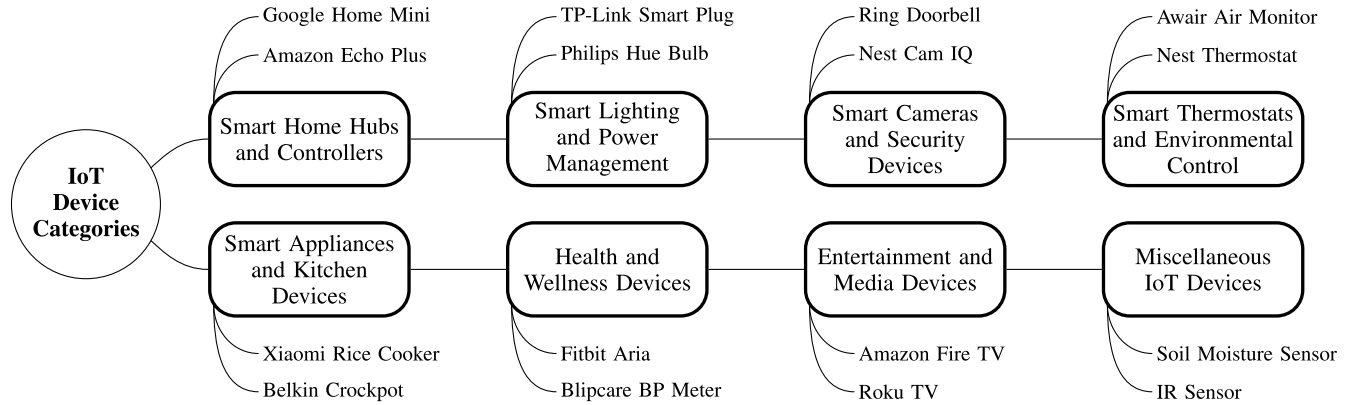 Google Home Mini
Amazon Echo Plus
TP-Link Smart Plug
Philips Hue Bulb
Ring Doorbell
Nest Cam IQ
Awair Air Monitor
Nest Thermostat
IoT
Device
Categories
Smart Home Hubs
and Controllers
Smart Lighting
and Power
Management
Smart Cameras
and Security
Devices
Smart Thermostats
and Environmental
Control
Smart Appliances
and Kitchen
Devices
Health and
Wellness Devices
Entertainment and
Media Devices
Miscellaneous
IoT Devices
Xiaomi Rice Cooker
Belkin Crockpot
Fitbit Aria
Blipcare BP Meter
Amazon Fire TV
Roku TV
Soil Moisture Sensor
IR Sensor